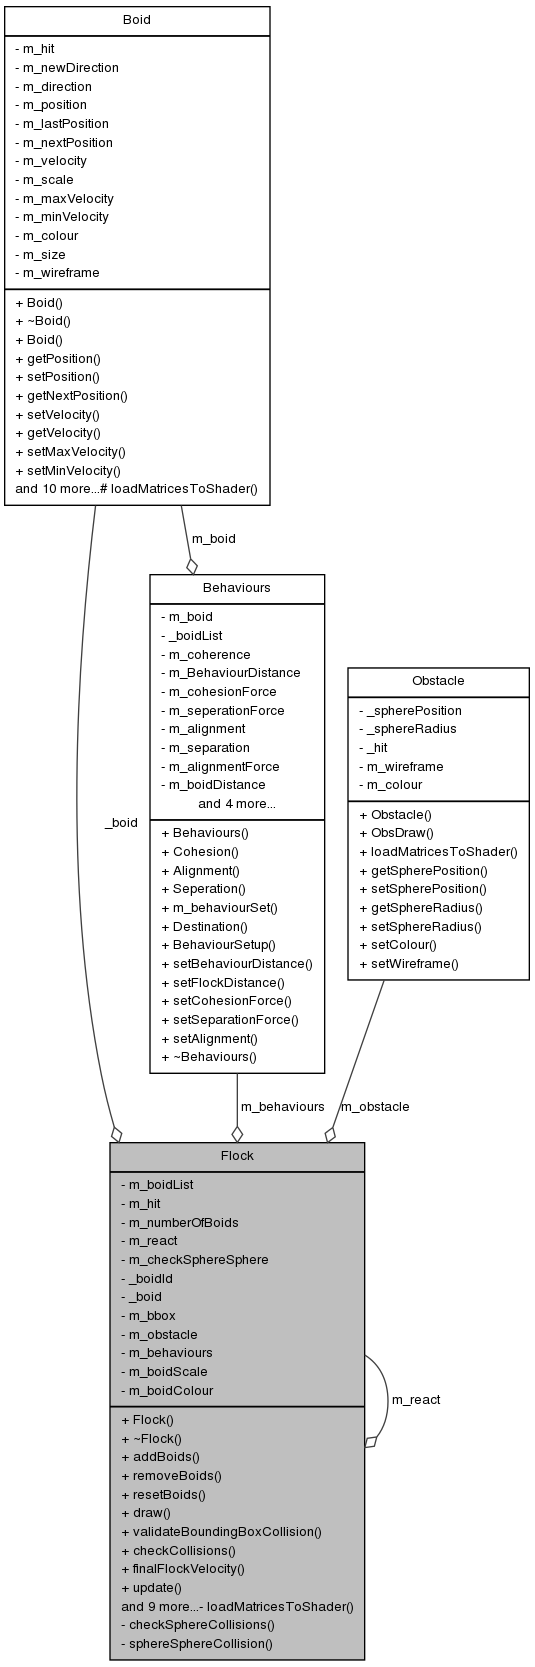 Boid
- m_hit
- m_newDirection
- m_direction
- m_position
- m_lastPosition
- m_nextPosition
- m_velocity
- m_scale
- m_maxVelocity
- m_minVelocity
- m_colour
- m_size
- m_wireframe
+ Boid()
+ ~Boid()
+ Boid()
+ getPosition()
+ setPosition()
+ getNextPosition()
+ setVelocity()
+ getVelocity()
+ setMaxVelocity()
+ setMinVelocity()
and 10 more...# loadMatricesToShader()
m_boid
Behaviours
- m_boid
- _boidList
- m_coherence
- m_BehaviourDistance
- m_cohesionForce
- m_seperationForce
- m_alignment
- m_separation
- m_alignmentForce
- m_boidDistance
and 4 more...
+ Behaviours()
+ Cohesion()
+ Alignment()
+ Seperation()
+ m_behaviourSet()
+ Destination()
+ BehaviourSetup()
+ setBehaviourDistance()
+ setFlockDistance()
+ setCohesionForce()
+ setSeparationForce()
+ setAlignment()
+ ~Behaviours()
Obstacle
- _spherePosition
- _sphereRadius
- _hit
- m_wireframe
- m_colour
+ Obstacle()
+ ObsDraw()
+ loadMatricesToShader()
+ getSpherePosition()
+ setSpherePosition()
+ getSphereRadius()
+ setSphereRadius()
+ setColour()
+ setWireframe()
_boid
m_behaviours
m_obstacle
Flock
- m_boidList
- m_hit
- m_numberOfBoids
- m_react
- m_checkSphereSphere
- _boidId
- _boid
- m_bbox
- m_obstacle
- m_behaviours
- m_boidScale
- m_boidColour
+ Flock()
+ ~Flock()
+ addBoids()
+ removeBoids()
+ resetBoids()
+ draw()
+ validateBoundingBoxCollision()
+ checkCollisions()
+ finalFlockVelocity()
+ update()
and 9 more...- loadMatricesToShader()
- checkSphereCollisions()
- sphereSphereCollision()
m_react